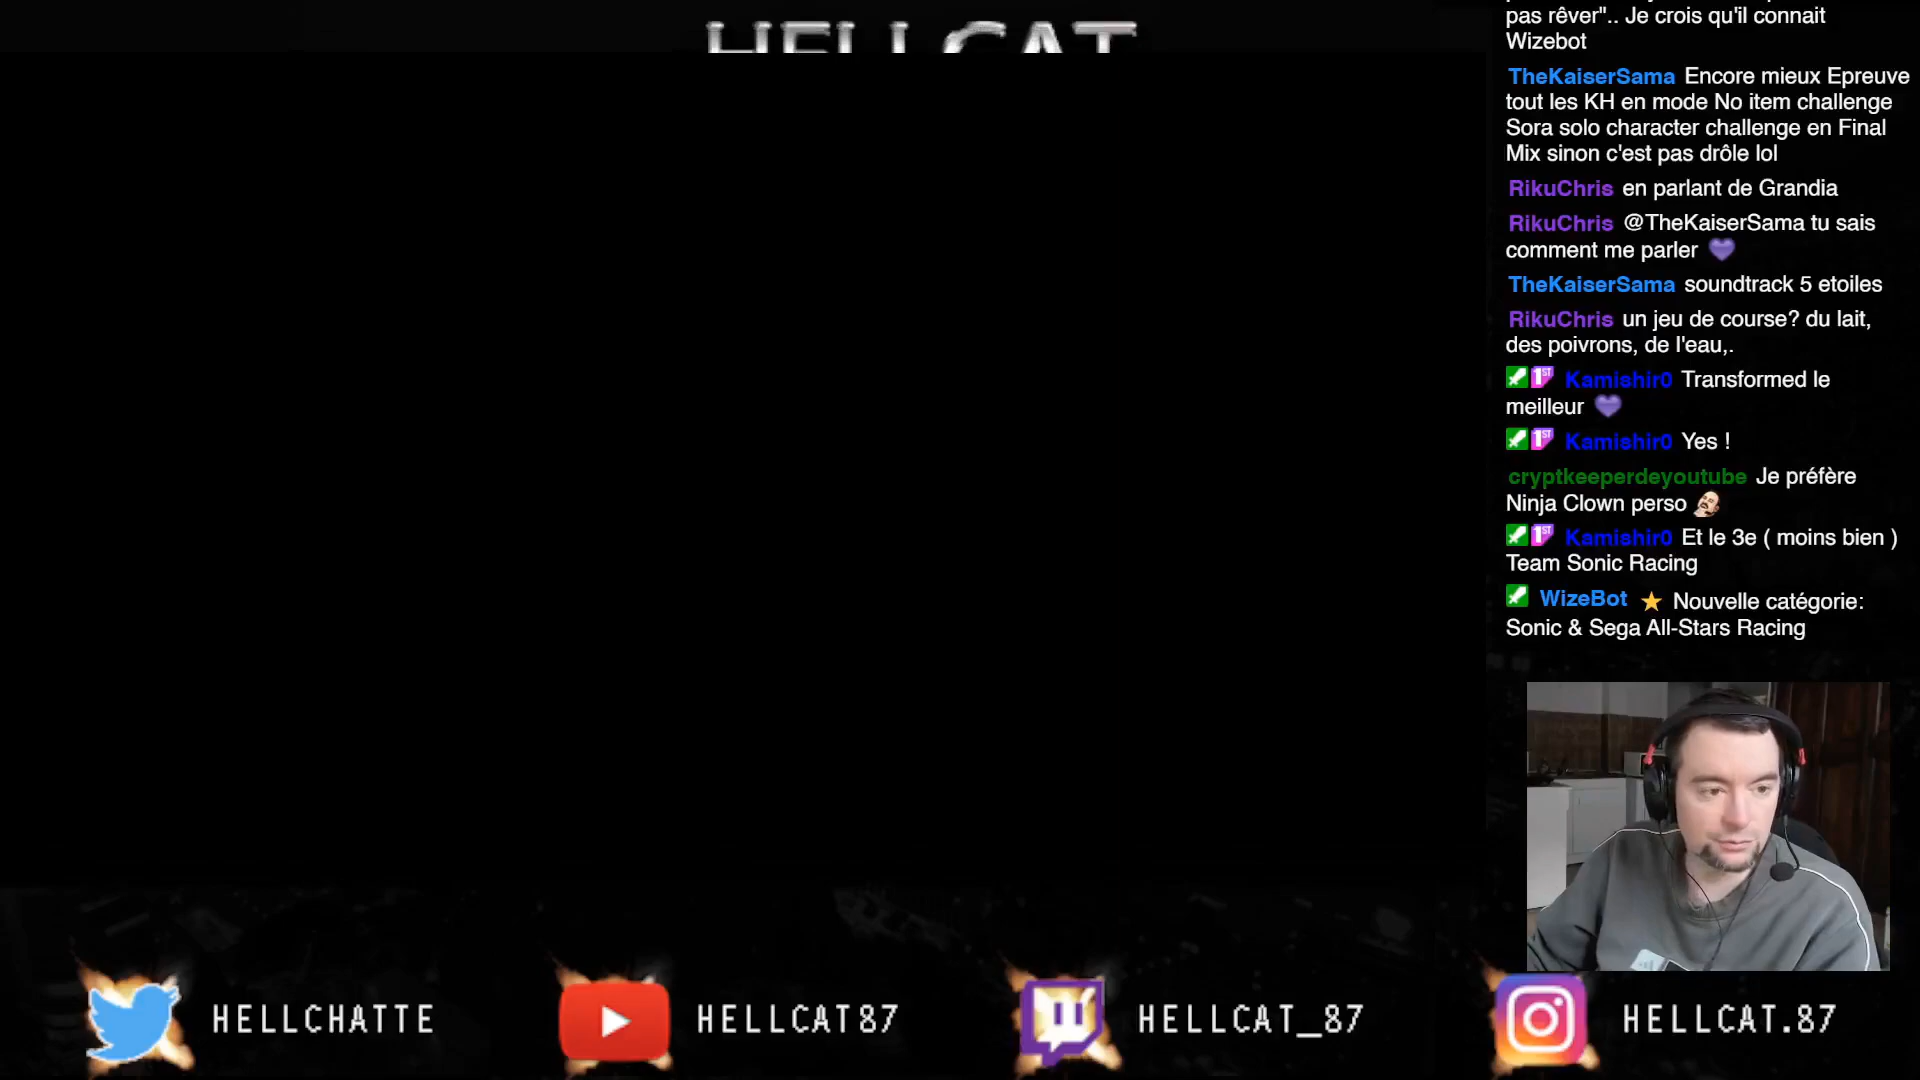 HELLCAT
pas rêver".. Je crois qu'il connait
Wizebot
TheKaiserSama Encore mieux Epreuve
tout les KH en mode No item challenge
Sora solo character challenge en Final
Mix sinon c'est pas drôle lol
RikuChris en parlant de Grandia
RikuChris @TheKaiserSama tu sais
comment me parler
TheKaiserSama soundtrack 5 etoiles
RikuChris un jeu de course? du lait,
des poivrons, de l'eau,.
1ST Kamishir0 Transformed le
meilleur
1ST Kamishir0 Yes !
cryptkeeperdeyoutube Je préfère
Ninja Clown perso
1ST Kamishir0 Et le 3e ( moins bien )
Team Sonic Racing
WizeBot Nouvelle catégorie:
Sonic & Sega All-Stars Racing
HELLCHATTE
HELLCAT87
HELLCAT_87
HELLCAT.87